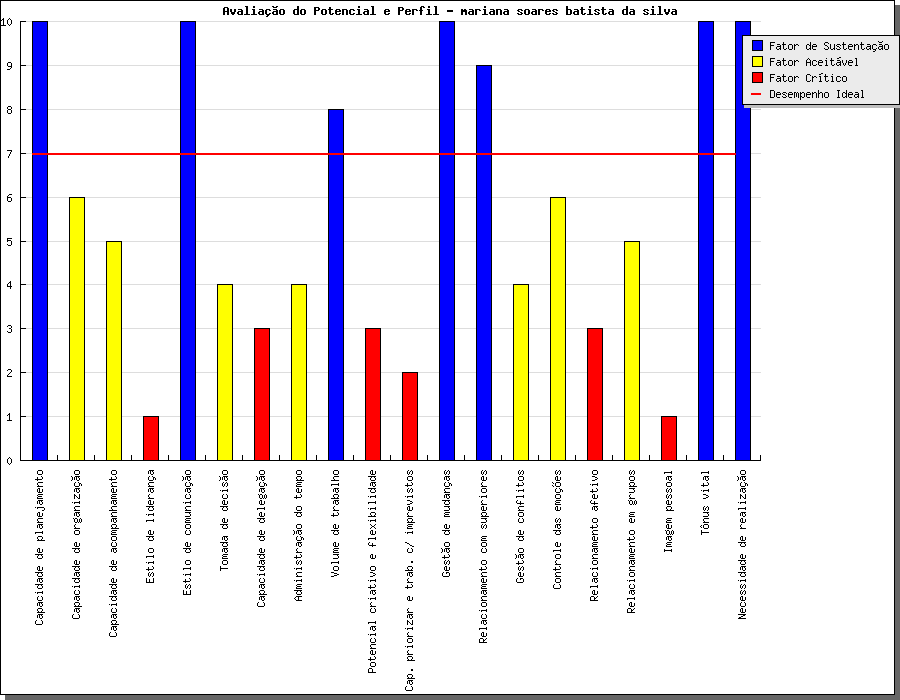 Avaliação do Potencial e Perfil - mariana soares batista da silva
10
9
8
7
6
5
4
3
2
1
0
Fator de Sustentação
Fator Aceitável
Fator Crítico
Desempenho Ideal
Capacidade de planejamento
Capacidade de organização
Capacidade de acompanhamento
Estilo de liderança
Estilo de comunicação
Tomada de decisão
Capacidade de delegação
Administração do tempo
Volume de trabalho
Potencial criativo e flexibilidade
Cap. priorizar e trab. c/ imprevistos
Gestão de mudanças
Relacionamento com superiores
Gestão de conflitos
Controle das emoções
Relacionamento afetivo
Relacionamento em grupos
Imagem pessoal
Tônus vital
Necessidade de realização